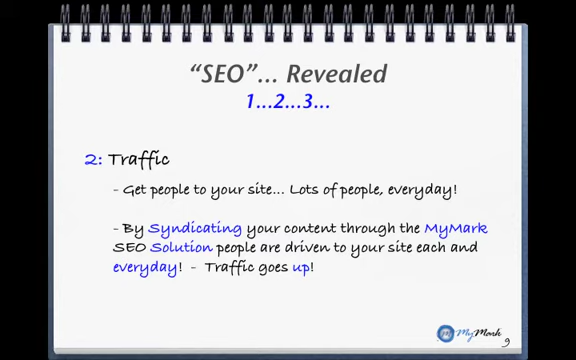 “SEO”... Revealed
1...2...3...
2: Traffic
- Get people to your site... Lots of people, everyday!
- By Syndicating your content through the MyMark
SEO Solution people are driven to your site each and
everyday! - Traffic goes up!
MyMark
9